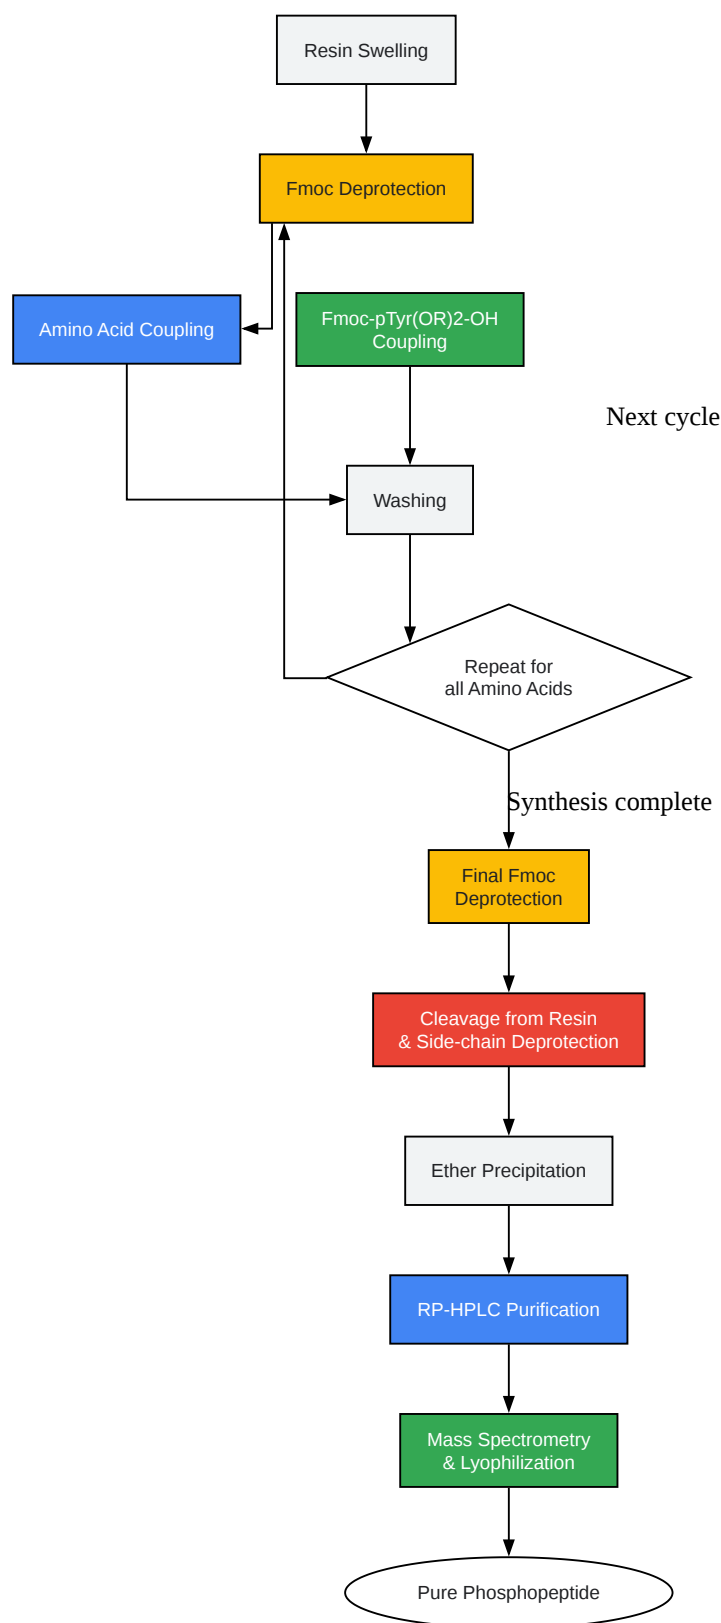 Resin Swelling
Fmoc Deprotection
Amino Acid Coupling
Fmoc-pTyr(OR)2-OH
Coupling
Next cycle
Washing
Repeat for
all Amino Acids
Synthesis complete
Final Fmoc
Deprotection
Cleavage from Resin
& Side-chain Deprotection
Ether Precipitation
RP-HPLC Purification
Mass Spectrometry
& Lyophilization
Pure Phosphopeptide